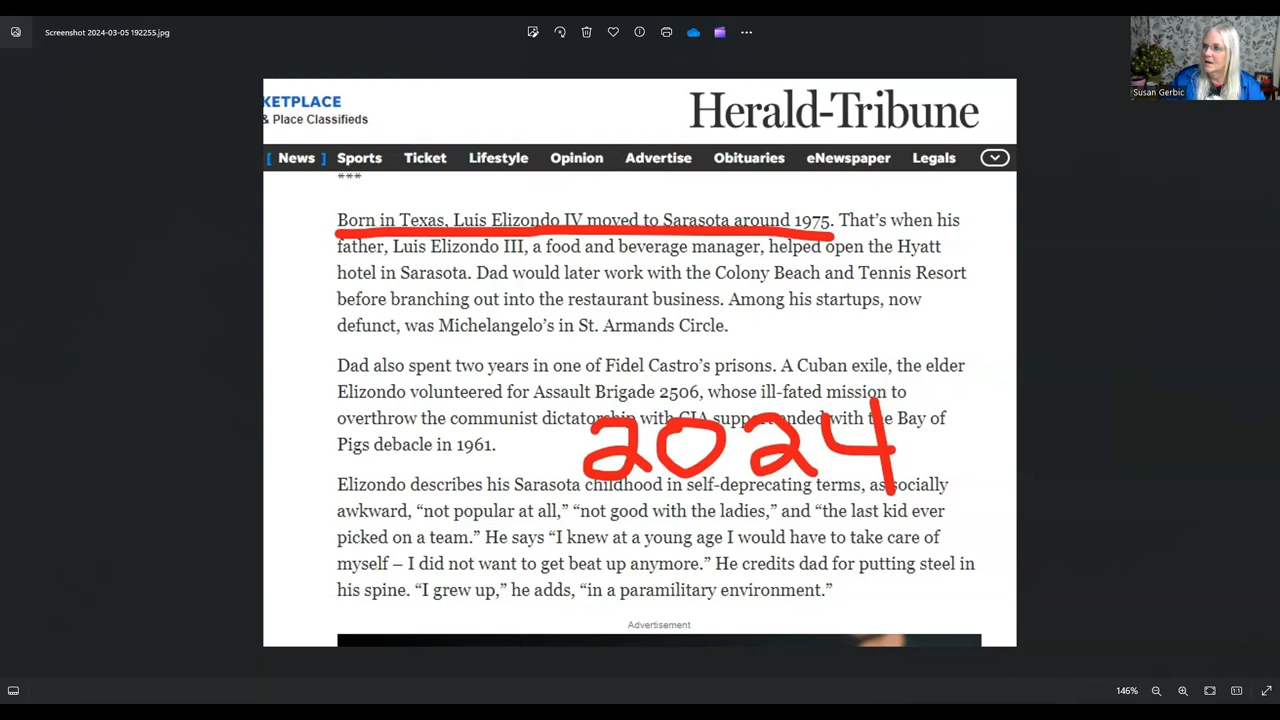 Screenshot 2024-03-05 192255.jpg
Susan Gerbic
KETPLACE
& Place Classifieds
Herald-Tribune
[ News ] Sports Ticket Lifestyle Opinion Advertise Obituaries eNewspaper Legals
***
Born in Texas, Luis Elizondo IV moved to Sarasota around 1975. That’s when his
father, Luis Elizondo III, a food and beverage manager, helped open the Hyatt
hotel in Sarasota. Dad would later work with the Colony Beach and Tennis Resort
before branching out into the restaurant business. Among his startups, now
defunct, was Michelangelo’s in St. Armands Circle.
Dad also spent two years in one of Fidel Castro’s prisons. A Cuban exile, the elder
Elizondo volunteered for Assault Brigade 2506, whose ill-fated mission to
overthrow the communist dictatorship with CIA support ended with the Bay of
Pigs debacle in 1961.
2024
Elizondo describes his Sarasota childhood in self-deprecating terms, as socially
awkward, “not popular at all,” “not good with the ladies,” and “the last kid ever
picked on a team.” He says “I knew at a young age I would have to take care of
myself – I did not want to get beat up anymore.” He credits dad for putting steel in
his spine. “I grew up,” he adds, “in a paramilitary environment.”
Advertisement
146%